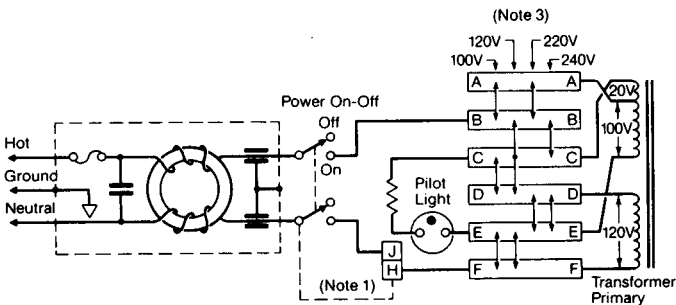 (Note 3)
120V 220V
100V 240V
A A
20V
Power On-Off
Off
B B
100V
Hot
C C
On
Ground
Pilot
Light
D D
Neutral
E E
120V
J
H
(Note 1)
F F
Transformer
Primary